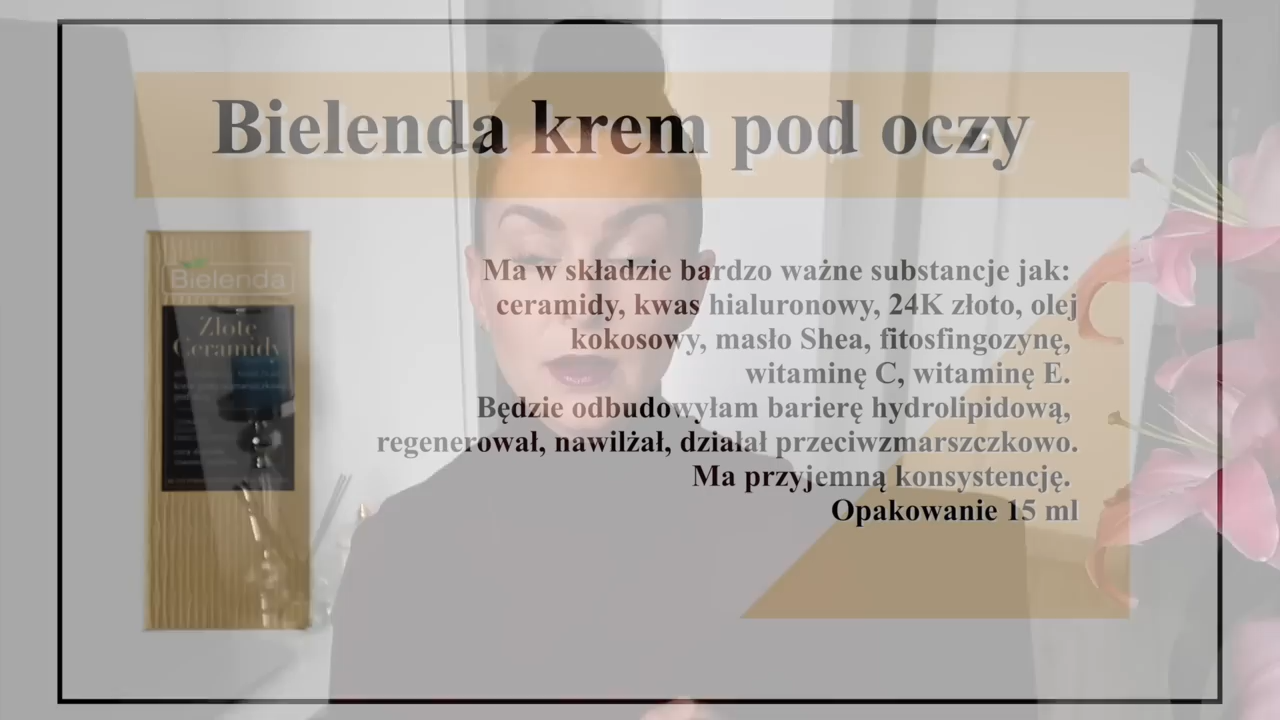 Bielenda krem pod oczy
Bielenda
Złote
Ceramidy
Ma w składzie bardzo ważne substancje jak:
ceramidy, kwas hialuronowy, 24K złoto, olej
kokosowy, masło Shea, fitosfingozynę,
witaminę C, witaminę E.
Będzie odbudowyłam barierę hydrolipidową,
regenerował, nawilżał, działał przeciwzmarszczkowo.
Ma przyjemną konsystencję.
Opakowanie 15 ml